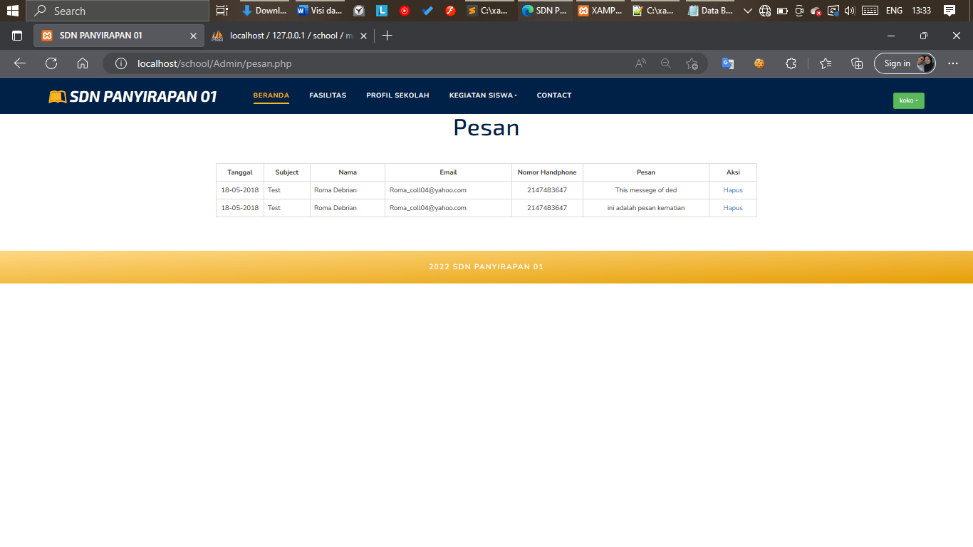 Search
Downl...
Visi da...
C:\xa...
SDN P...
XAMP...
C:\xa...
Data B...
ENG
13:33
SDN PANYIRAPAN 01
localhost / 127.0.0.1 / school / m
localhost/school/Admin/pesan.php
Sign in
SDN PANYIRAPAN 01
BERANDA FASILITAS PROFIL SEKOLAH KEGIATAN SISWA CONTACT
koko
Pesan
Tanggal Subject Nama Email Nomor Handphone Pesan Aksi
18-05-2018 Test Roma Debrian Roma_coll04@yahoo.com 2147483647 This messege of ded Hapus
18-05-2018 Test Roma Debrian Roma_coll04@yahoo.com 2147483647 ini adalah pesan kematian Hapus
2022 SDN PANYIRAPAN 01